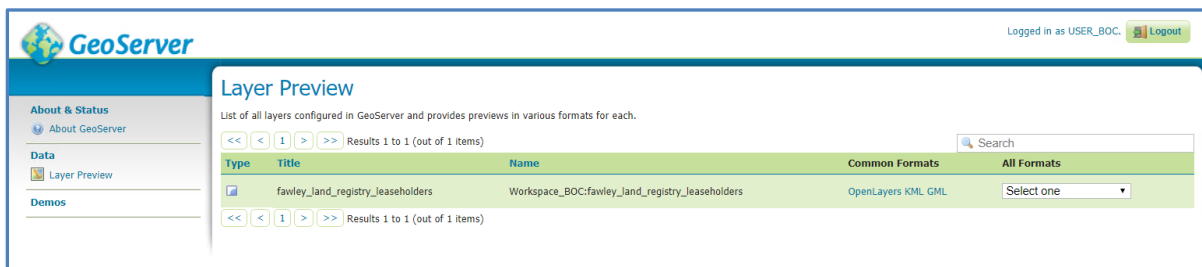 GeoServer
Logged in as USER_BOC. Logout
About & Status
About GeoServer
Data
Layer Preview
Demos
Layer Preview
List of all layers configured in GeoServer and provides previews in various formats for each.
<< < 1 > >> Results 1 to 1 (out of 1 items) Search
Type Title Name Common Formats All Formats
fawley_land_registry_leaseholders Workspace_BOC:fawley_land_registry_leaseholders OpenLayers KML GML Select one
<< < 1 > >> Results 1 to 1 (out of 1 items)